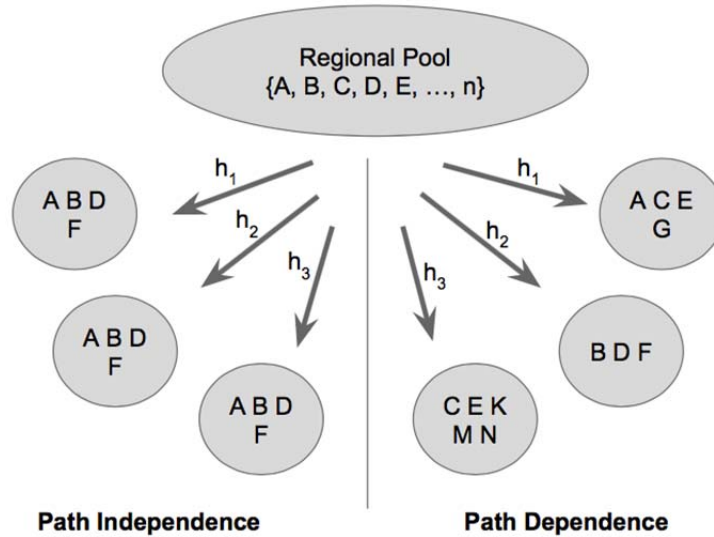 Regional Pool
{A, B, C, D, E, …, n}
h₁
h₁
A B D
F
A C E
G
h₂
h₂
h₃
h₃
A B D
F
B D F
A B D
F
C E K
M N
Path Independence
Path Dependence